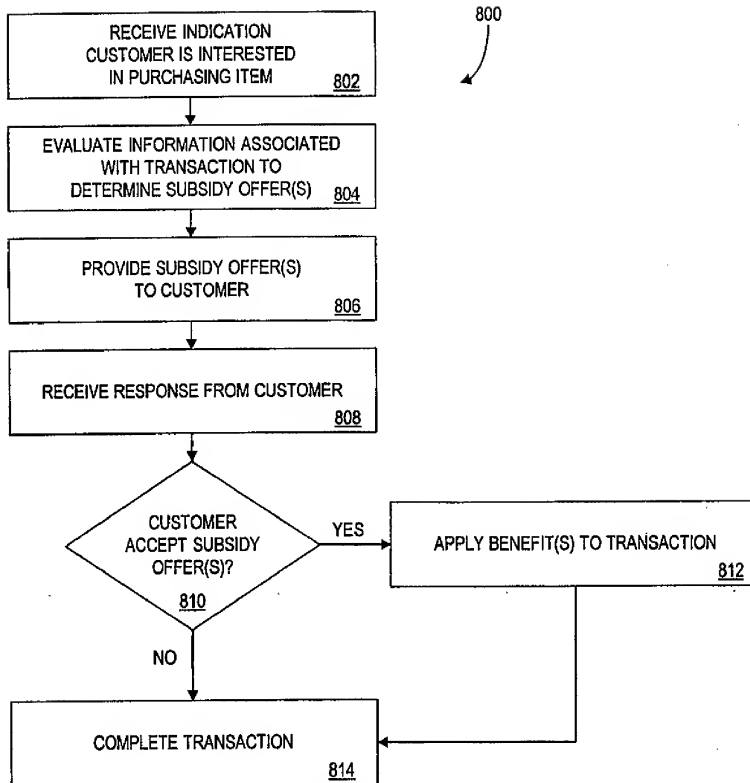 800
RECEIVE INDICATION
CUSTOMER IS INTERESTED
IN PURCHASING ITEM
802
EVALUATE INFORMATION ASSOCIATED
WITH TRANSACTION TO
DETERMINE SUBSIDY OFFER(S)
804
PROVIDE SUBSIDY OFFER(S)
TO CUSTOMER
806
RECEIVE RESPONSE FROM CUSTOMER
808
CUSTOMER
ACCEPT SUBSIDY
OFFER(S)?
810
YES
APPLY BENEFIT(S) TO TRANSACTION
812
NO
COMPLETE TRANSACTION
814